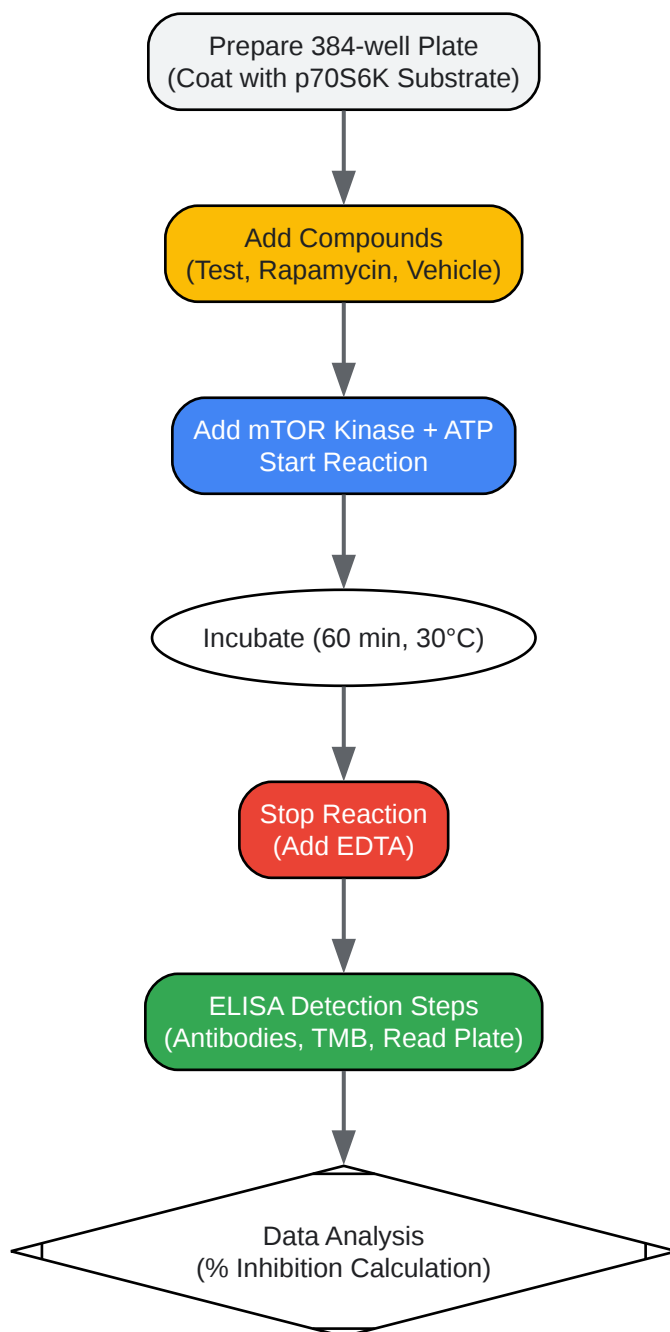 Prepare 384-well Plate
(Coat with p70S6K Substrate)
Add Compounds
(Test, Rapamycin, Vehicle)
Add mTOR Kinase + ATP
Start Reaction
Incubate (60 min, 30°C)
Stop Reaction
(Add EDTA)
ELISA Detection Steps
(Antibodies, TMB, Read Plate)
Data Analysis
(% Inhibition Calculation)